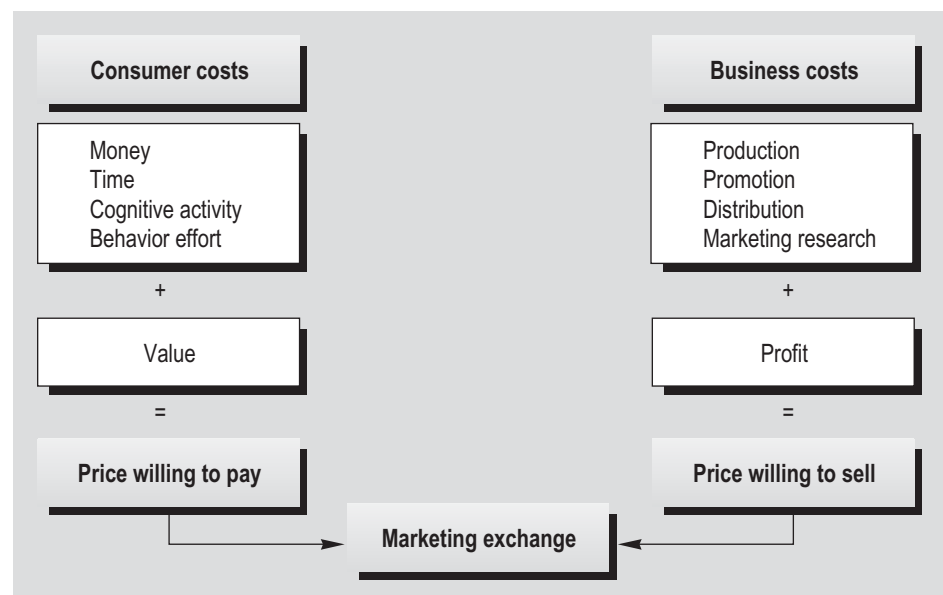 Consumer costs
Money
Time
Cognitive activity
Behavior effort
+
Value
=
Price willing to pay
Business costs
Production
Promotion
Distribution
Marketing research
+
Profit
=
Price willing to sell
Marketing exchange